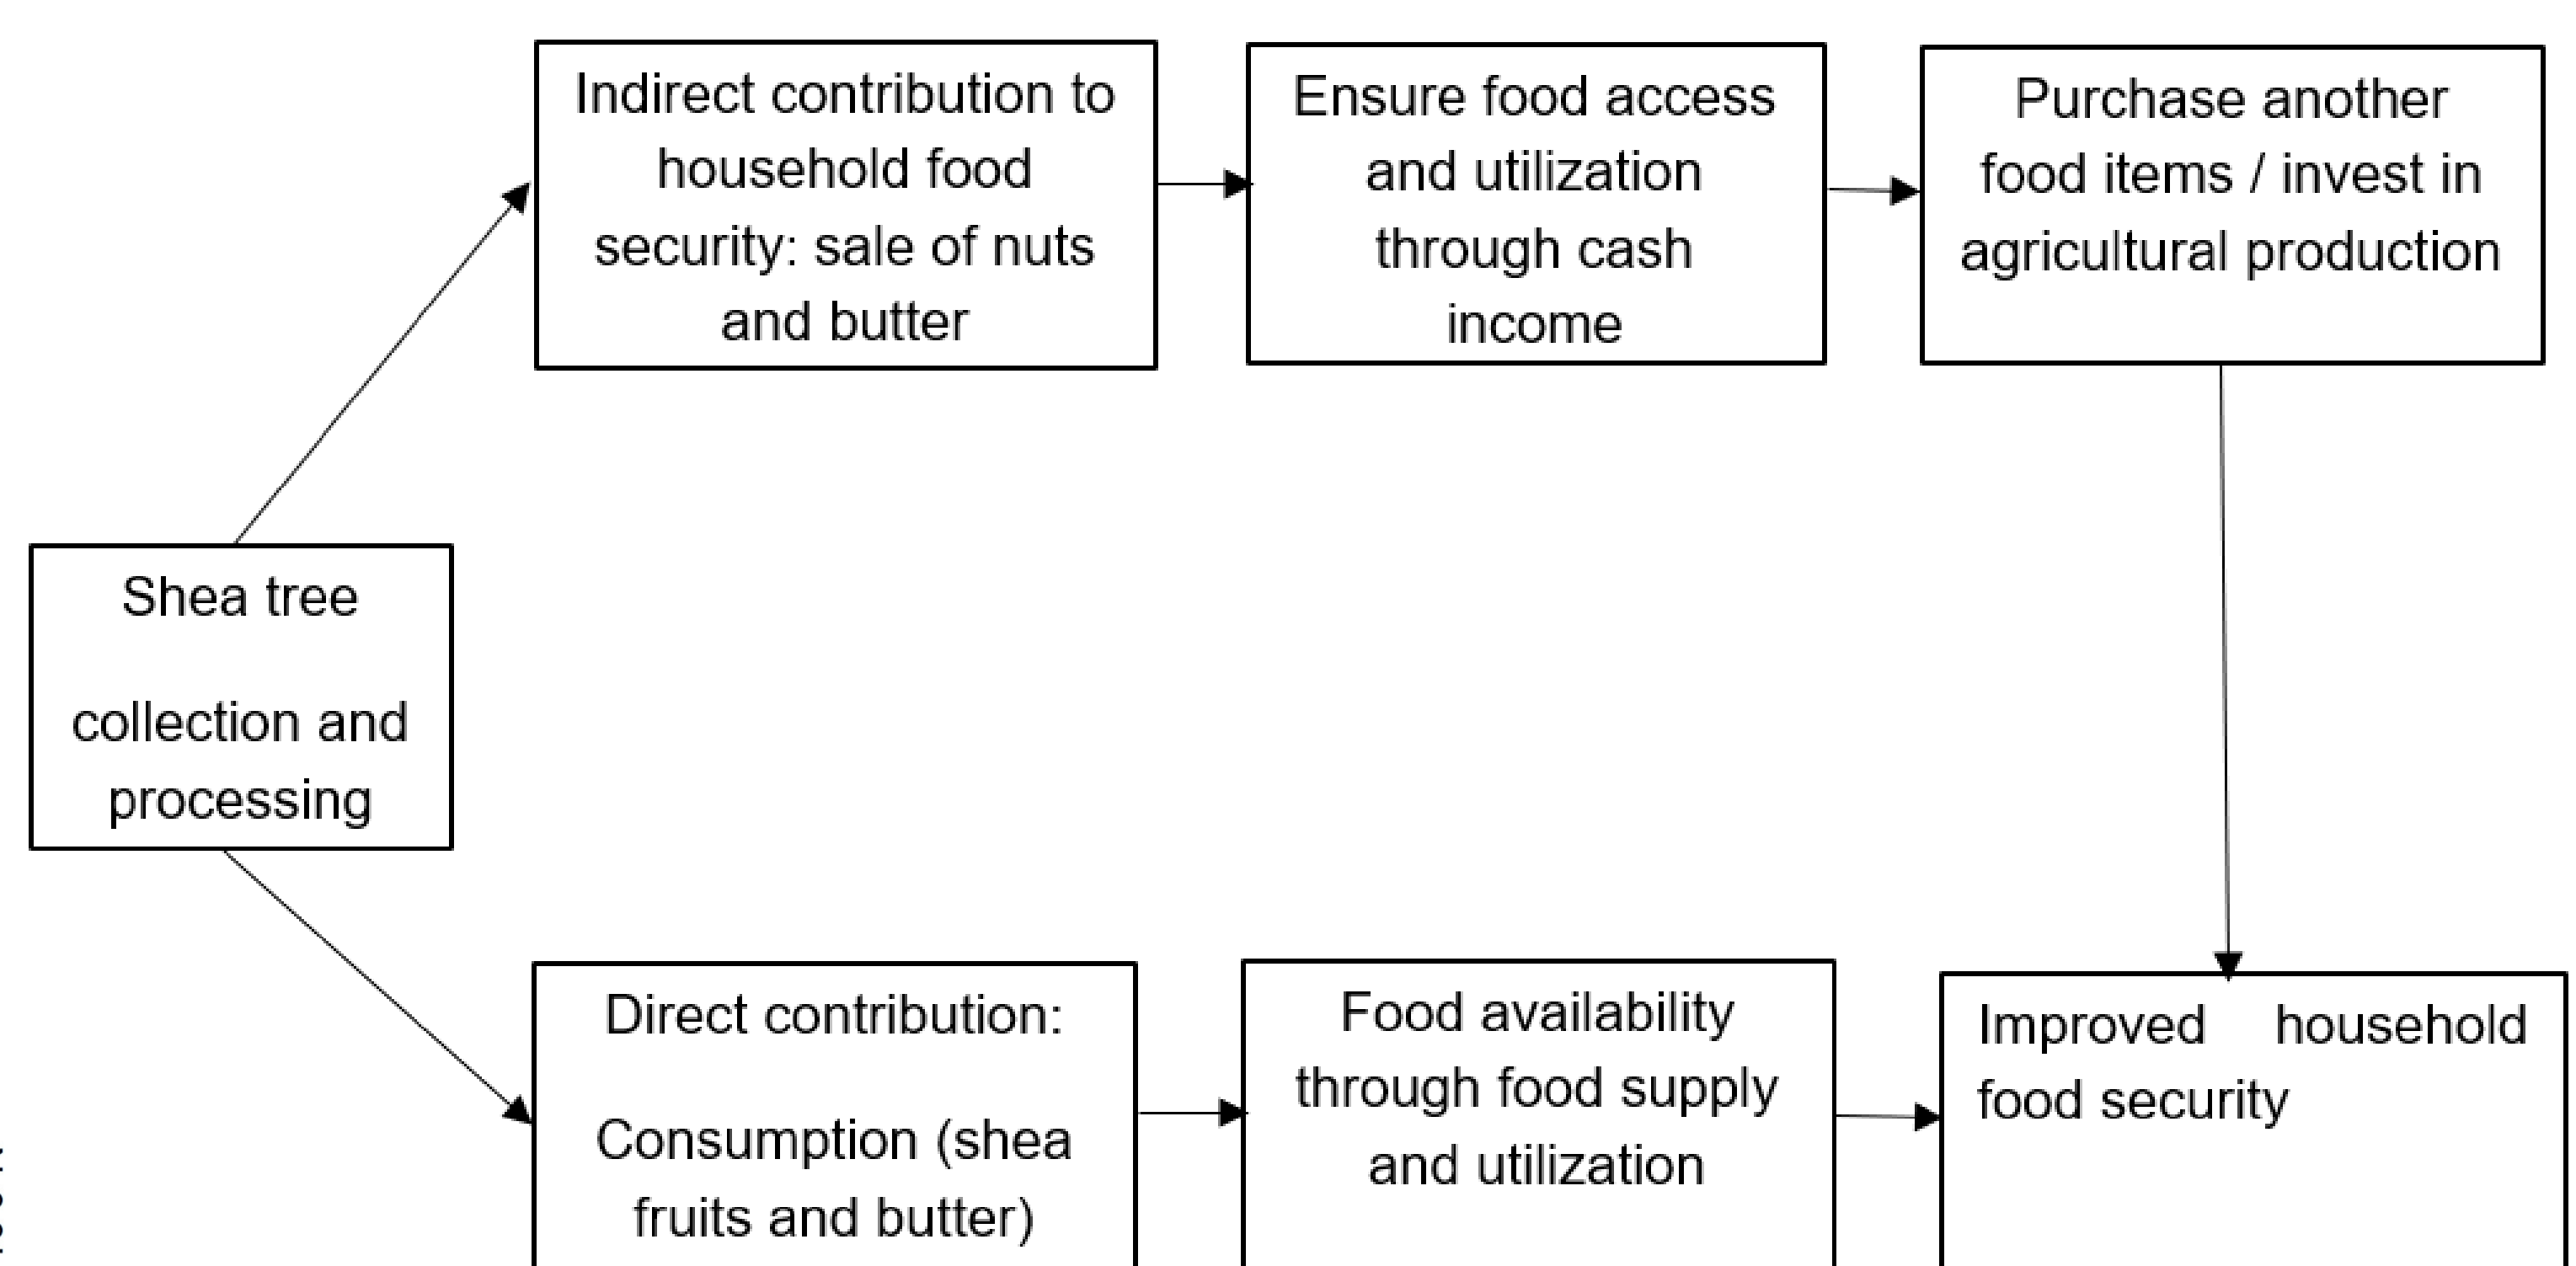 Indirect contribution to
household food
security: sale of nuts
and butter
Ensure food access
and utilization
through cash
income
Purchase another
food items / invest in
agricultural production
Shea tree
collection and
processing
Direct contribution:
Consumption (shea
fruits and butter)
Food availability
through food supply
and utilization
Improved household
food security